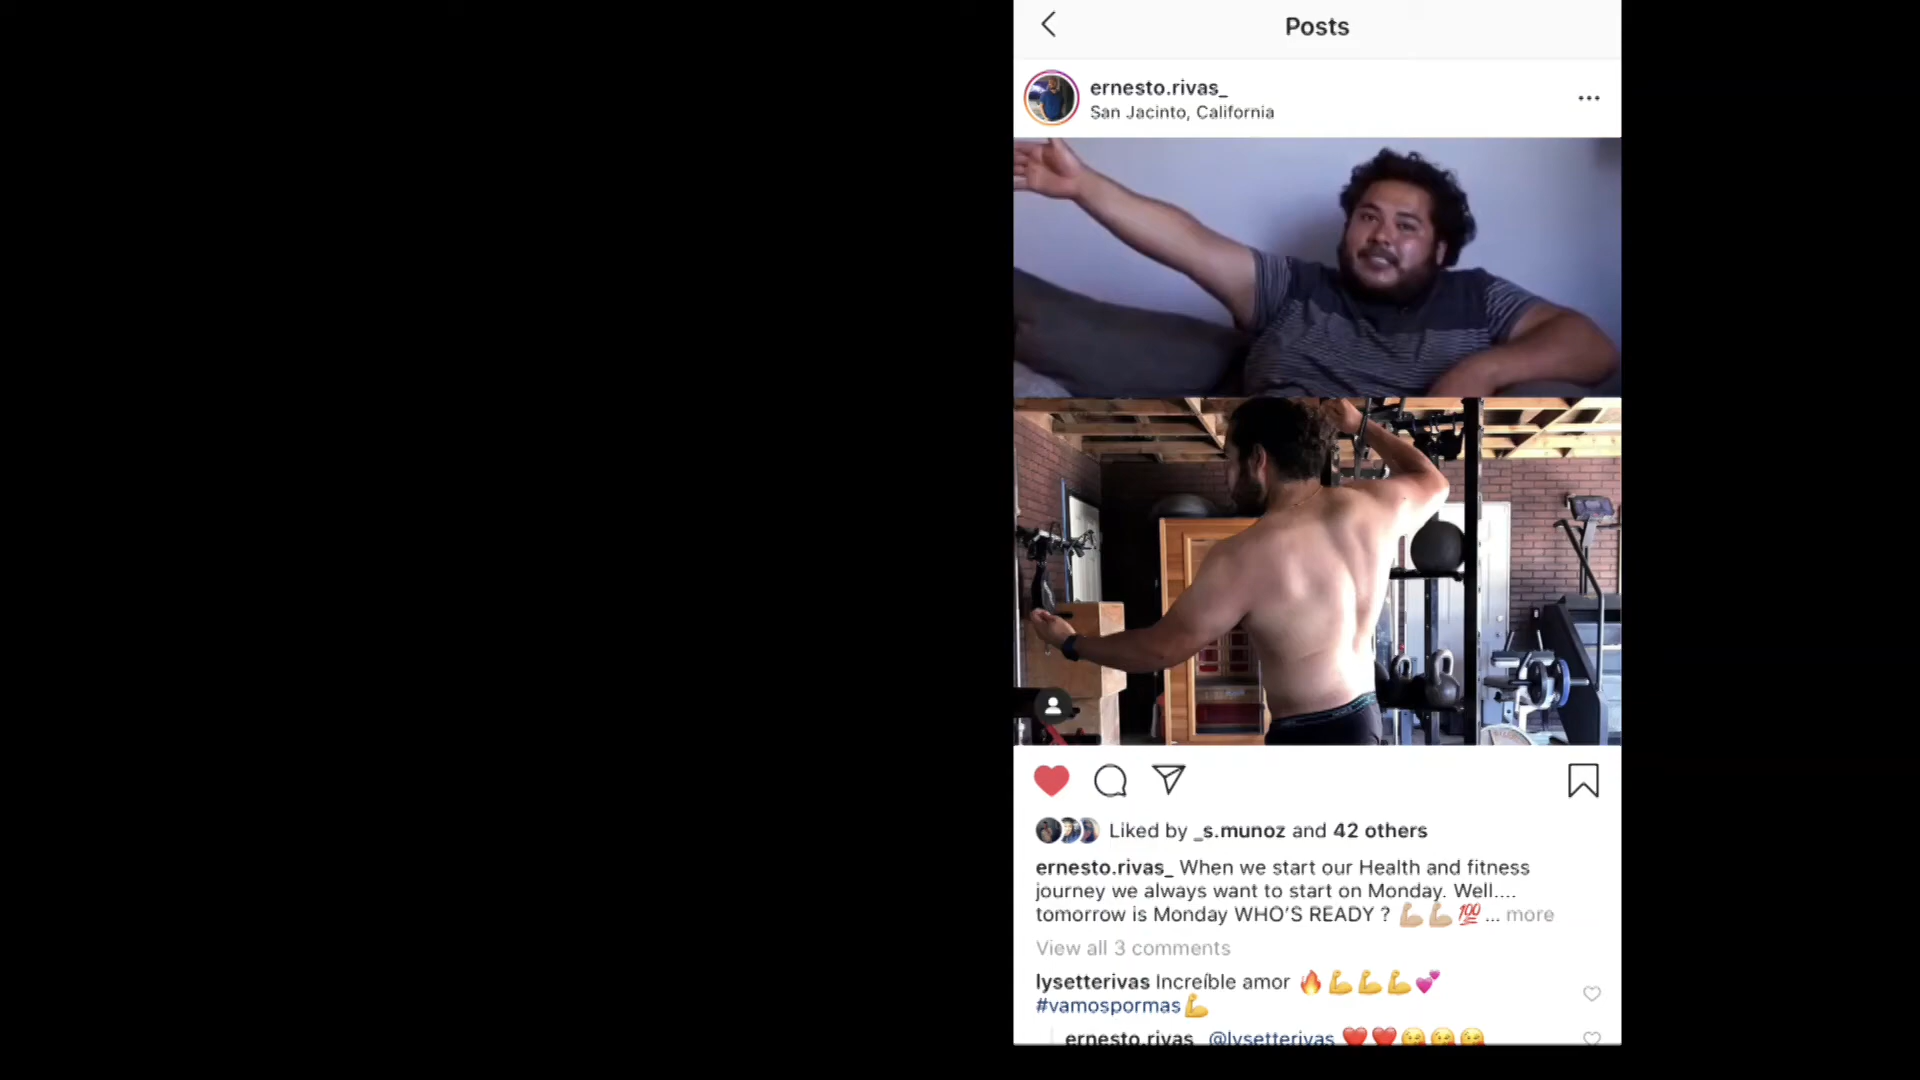 Posts
ernesto.rivas_
San Jacinto, California
Liked by _s.munoz and 42 others
ernesto.rivas_ When we start our Health and fitness
journey we always want to start on Monday. Well....
tomorrow is Monday WHO'S READY ? 💪🏼💪🏼💯 ... more
View all 3 comments
lysetterivas Increíble amor 🔥💪💪💪💕
#vamospormas💪
ernesto.rivas_ @lysetterivas ❤️❤️😘😘😘